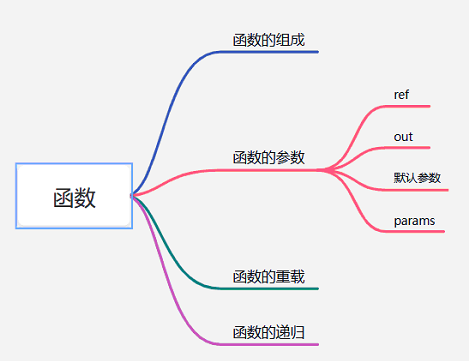 函数
函数的组成
函数的参数
ref
out
默认参数
params
函数的重载
函数的递归